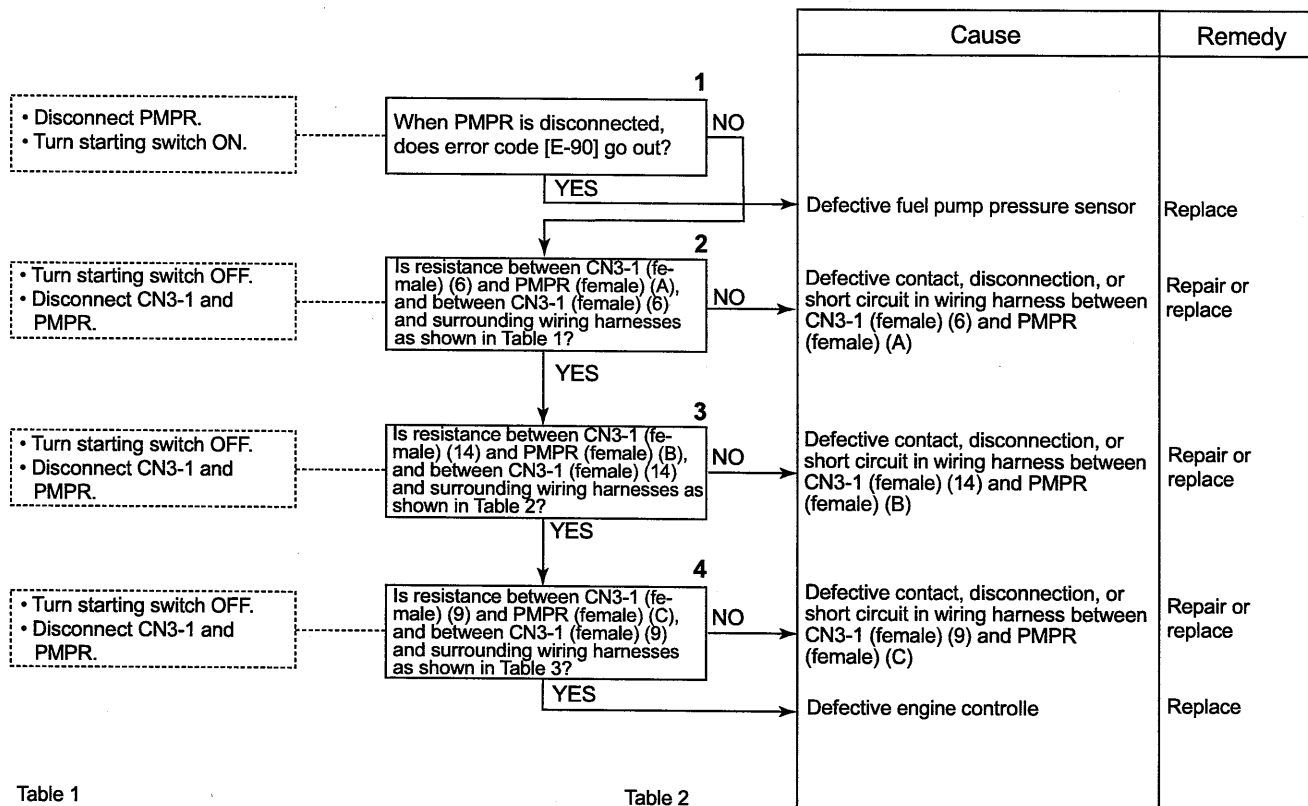 Cause
Remedy
1
• Disconnect PMPR.
• Turn starting switch ON.
When PMPR is disconnected,
does error code [E-90] go out?
NO
YES
Defective fuel pump pressure sensor
Replace
2
• Turn starting switch OFF.
• Disconnect CN3-1 and
PMPR.
Is resistance between CN3-1 (fe-
male) (6) and PMPR (female) (A),
and between CN3-1 (female) (6)
and surrounding wiring harnesses
as shown in Table 1?
NO
YES
Defective contact, disconnection, or
short circuit in wiring harness between
CN3-1 (female) (6) and PMPR
(female) (A)
Repair or
replace
3
• Turn starting switch OFF.
• Disconnect CN3-1 and
PMPR.
Is resistance between CN3-1 (fe-
male) (14) and PMPR (female) (B),
and between CN3-1 (female) (14)
and surrounding wiring harnesses as
shown in Table 2?
NO
YES
Defective contact, disconnection, or
short circuit in wiring harness between
CN3-1 (female) (14) and PMPR
(female) (B)
Repair or
replace
4
• Turn starting switch OFF.
• Disconnect CN3-1 and
PMPR.
Is resistance between CN3-1 (fe-
male) (9) and PMPR (female) (C),
and between CN3-1 (female) (9)
and surrounding wiring harnesses
as shown in Table 3?
NO
YES
Defective contact, disconnection, or
short circuit in wiring harness between
CN3-1 (female) (9) and PMPR
(female) (C)
Repair or
replace
Defective engine controlle
Replace
Table 1
Table 2